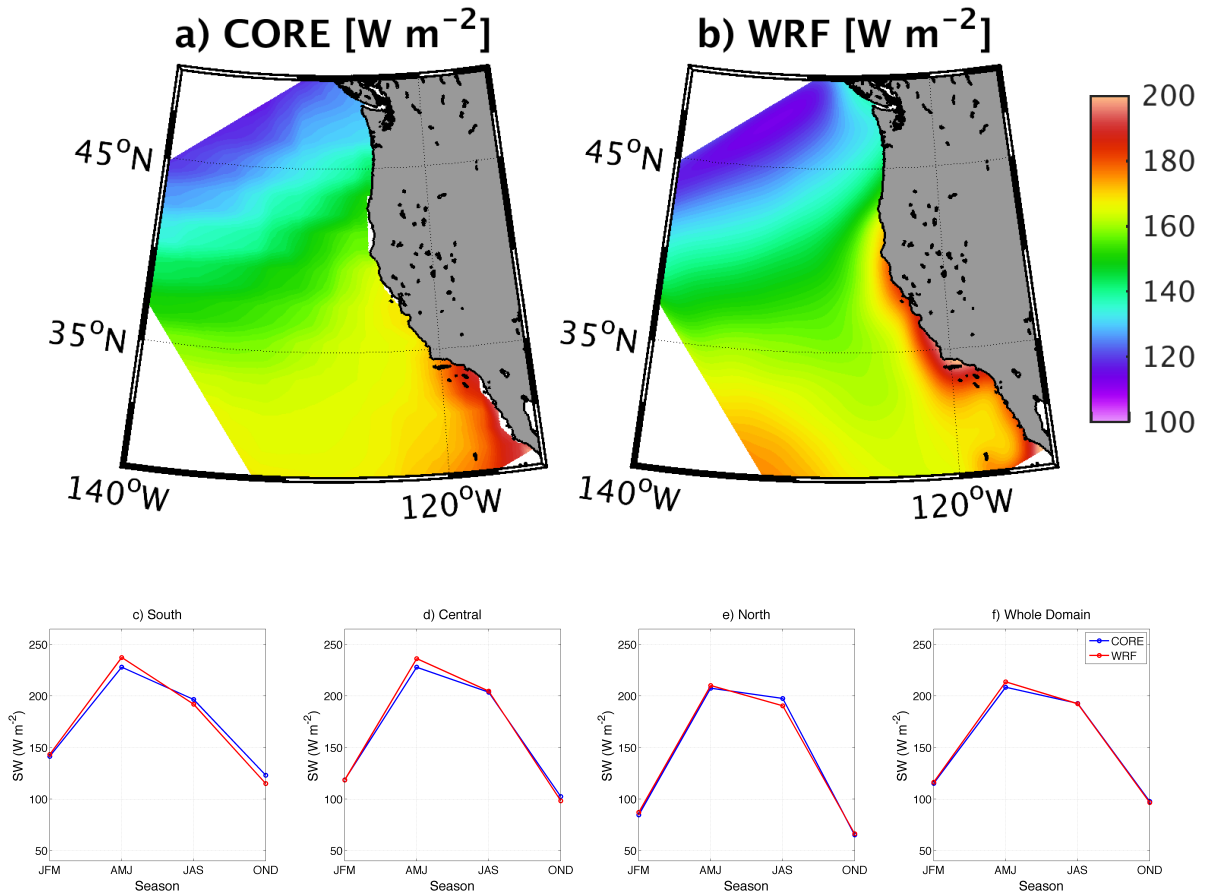 a) CORE [W m⁻²]
b) WRF [W m⁻²]
45°N
35°N
140°W
120°W
45°N
35°N
140°W
120°W
200
180
160
140
120
100
c) South
250
200
150
100
50
SW (W m⁻²)
JFM AMJ JAS OND
Season
d) Central
250
200
150
100
50
SW (W m⁻²)
JFM AMJ JAS OND
Season
e) North
250
200
150
100
50
SW (W m⁻²)
JFM AMJ JAS OND
Season
f) Whole Domain
CORE
WRF
250
200
150
100
50
SW (W m⁻²)
JFM AMJ JAS OND
Season